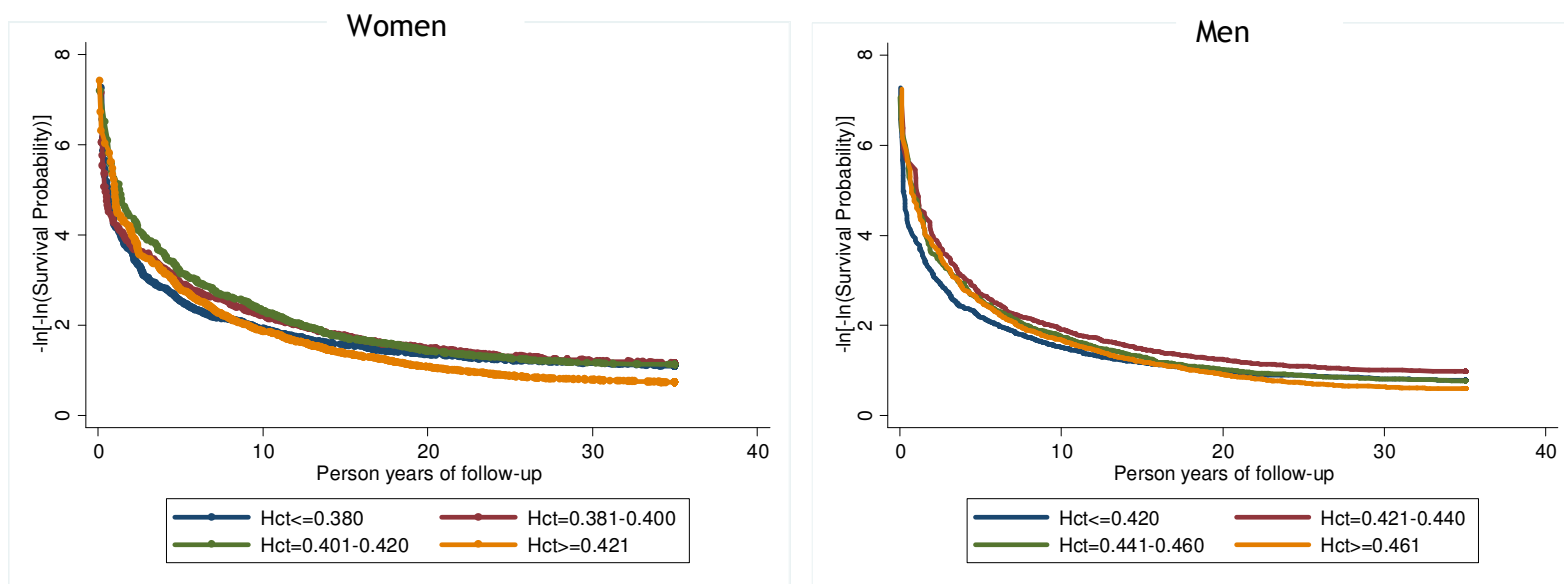 Women
8
6
4
2
0
-ln[-ln(Survival Probability)]
0 10 20 30 40
Person years of follow-up
Hct<=0.380 Hct=0.381-0.400
Hct=0.401-0.420 Hct>=0.421
Men
8
6
4
2
0
-ln[-ln(Survival Probability)]
0 10 20 30 40
Person years of follow-up
Hct<=0.420 Hct=0.421-0.440
Hct=0.441-0.460 Hct>=0.461